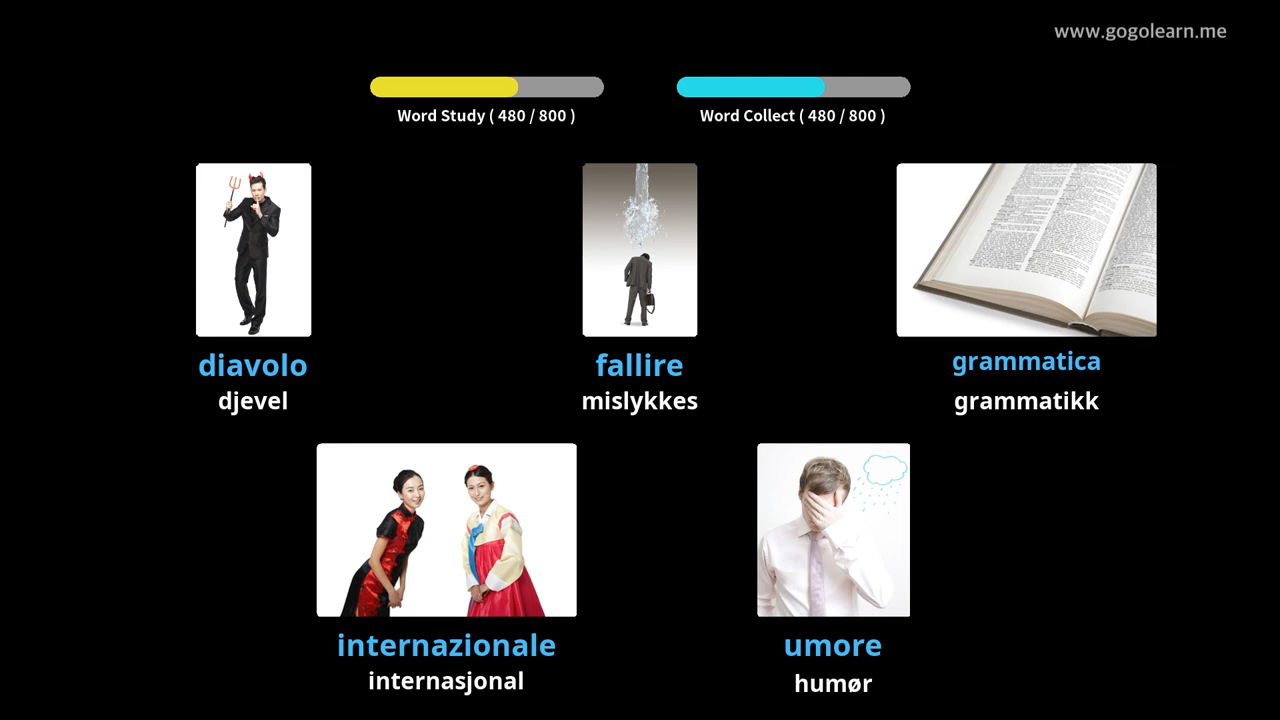 www.gogolearn.me
Word Study ( 480 / 800 )
Word Collect ( 480 / 800 )
diavolo
djevel
fallire
mislykkes
grammatica
grammatikk
internazionale
internasjonal
umore
humør